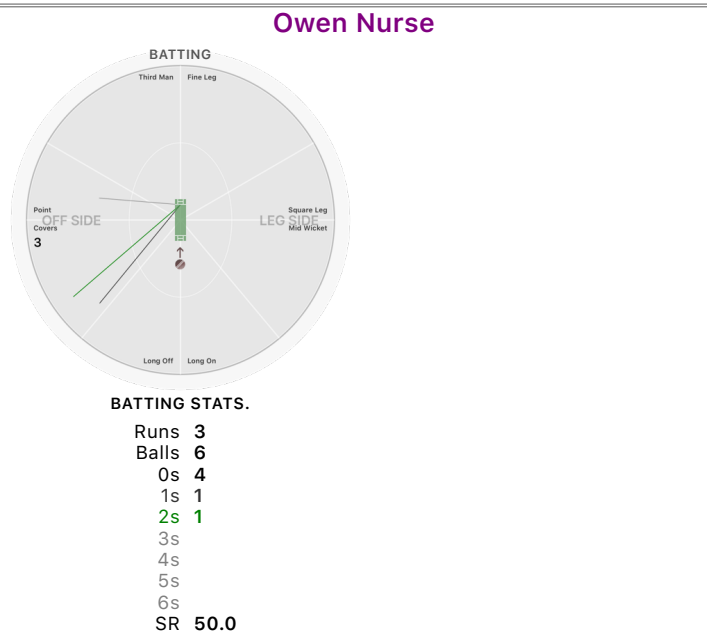 Owen Nurse
BATTING
Third Man Fine Leg
Point Square Leg
OFF SIDE LEG SIDE
Covers Mid Wicket
3
Long Off Long On
BATTING STATS.
Runs 3
Balls 6
0s 4
1s 1
2s 1
3s
4s
5s
6s
SR 50.0